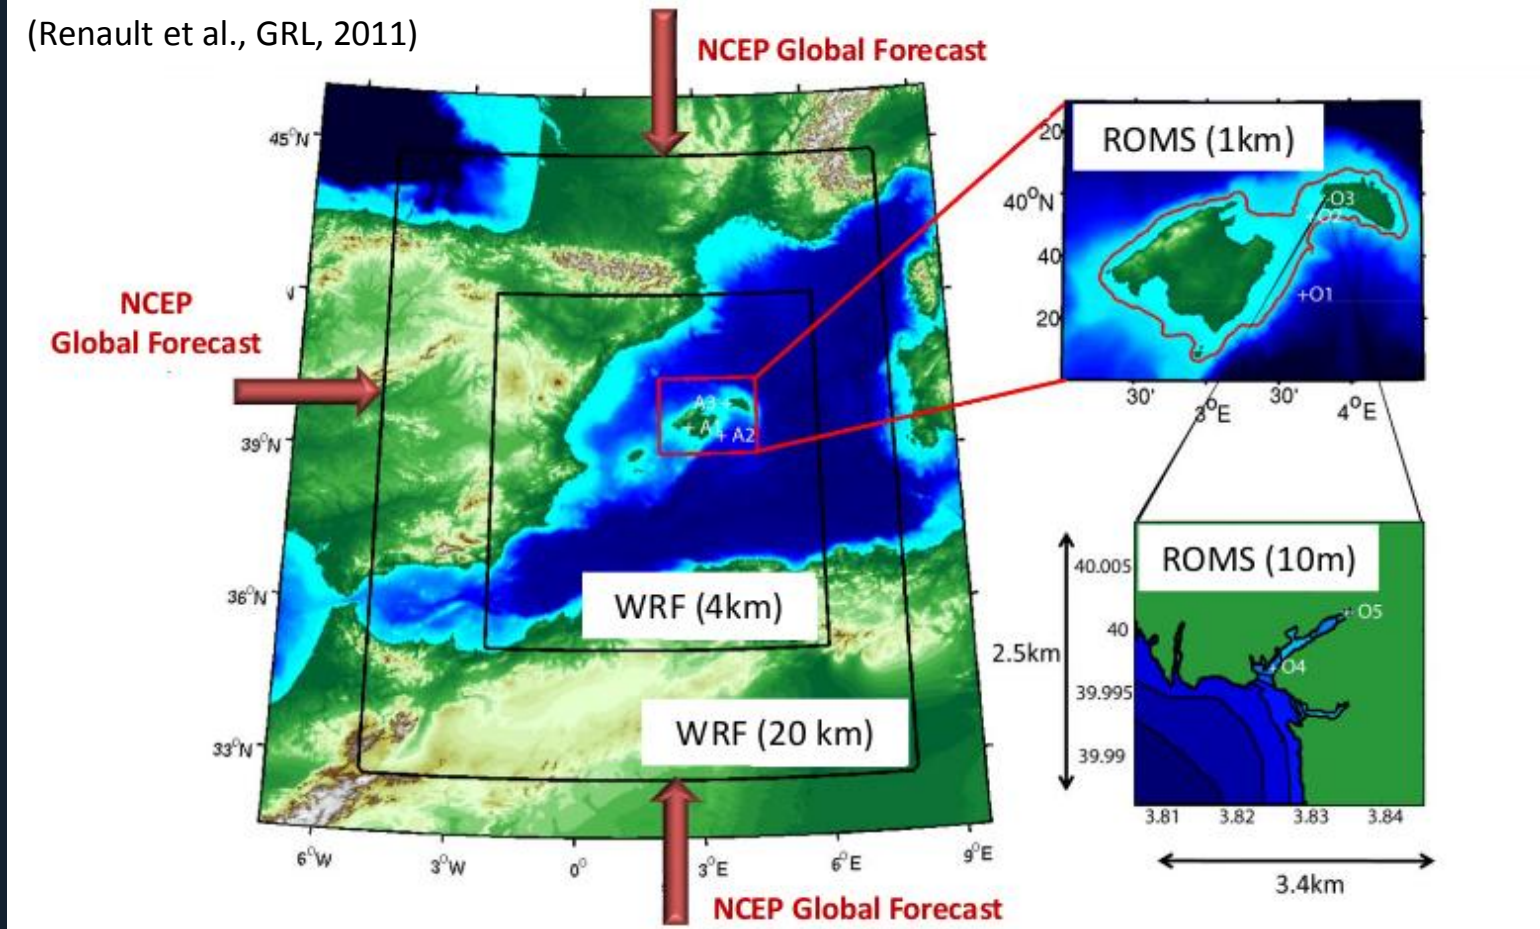 (Renault et al., GRL, 2011)
NCEP Global Forecast
NCEP
Global Forecast
45°N
N
39°N
36°N
33°N
6°W
3°W
0°
3°E
6°E
9°E
A3
+ A1
+ A2
WRF (4km)
WRF (20 km)
NCEP Global Forecast
ROMS (1km)
20
40°N
40
20
30'
3°E
30'
4°E
O3
+O2
+O1
ROMS (10m)
40.005
40
39.995
39.99
3.81
3.82
3.83
3.84
O5
O4
2.5km
3.4km